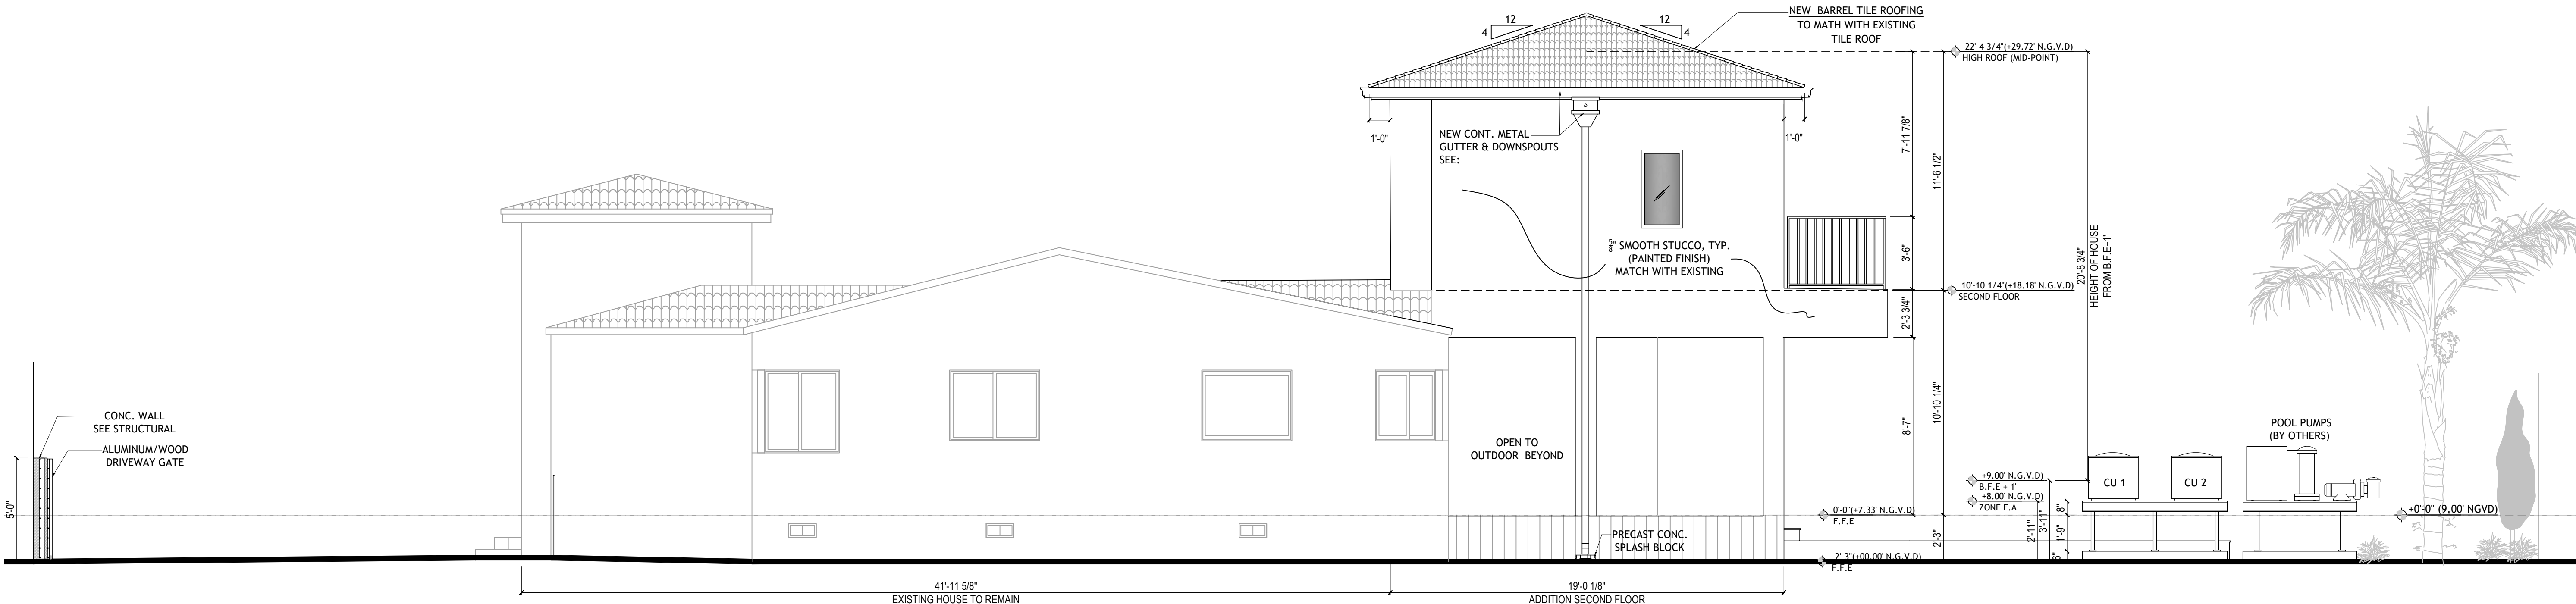 12
4
12
4
NEW BARREL TILE ROOFING
TO MATH WITH EXISTING
TILE ROOF
22'-4 3/4"(+29.72' N.G.V.D)
HIGH ROOF (MID-POINT)
1'-0"
NEW CONT. METAL
GUTTER & DOWNSPOUTS
SEE:
1'-0"
7'-11 7/8"
11'-6 1/2"
SMOOTH STUCCO, TYP.
(PAINTED FINISH)
MATCH WITH EXISTING
3'-6"
20'-8 3/4"
HEIGHT OF HOUSE
FROM B.F.E+1'
10'-10 1/4"(+18.18' N.G.V.D)
SECOND FLOOR
2'-3 3/4"
8'-7"
10'-10 1/4"
CONC. WALL
SEE STRUCTURAL
ALUMINUM/WOOD
DRIVEWAY GATE
5'-0"
OPEN TO
OUTDOOR BEYOND
POOL PUMPS
(BY OTHERS)
CU 1
CU 2
+9.00' N.G.V.D)
B.F.E + 1'
+8.00' N.G.V.D)
ZONE E.A
0'-0"(+7.33' N.G.V.D)
F.F.E
+0'-0" (9.00' NGVD)
2'-3"
2'-11"
3'-11"
8"
1'-9"
PRECAST CONC.
SPLASH BLOCK
-2'-3"(+00.00' N.G.V.D)
F.F.E
41'-11 5/8"
EXISTING HOUSE TO REMAIN
19'-0 1/8"
ADDITION SECOND FLOOR